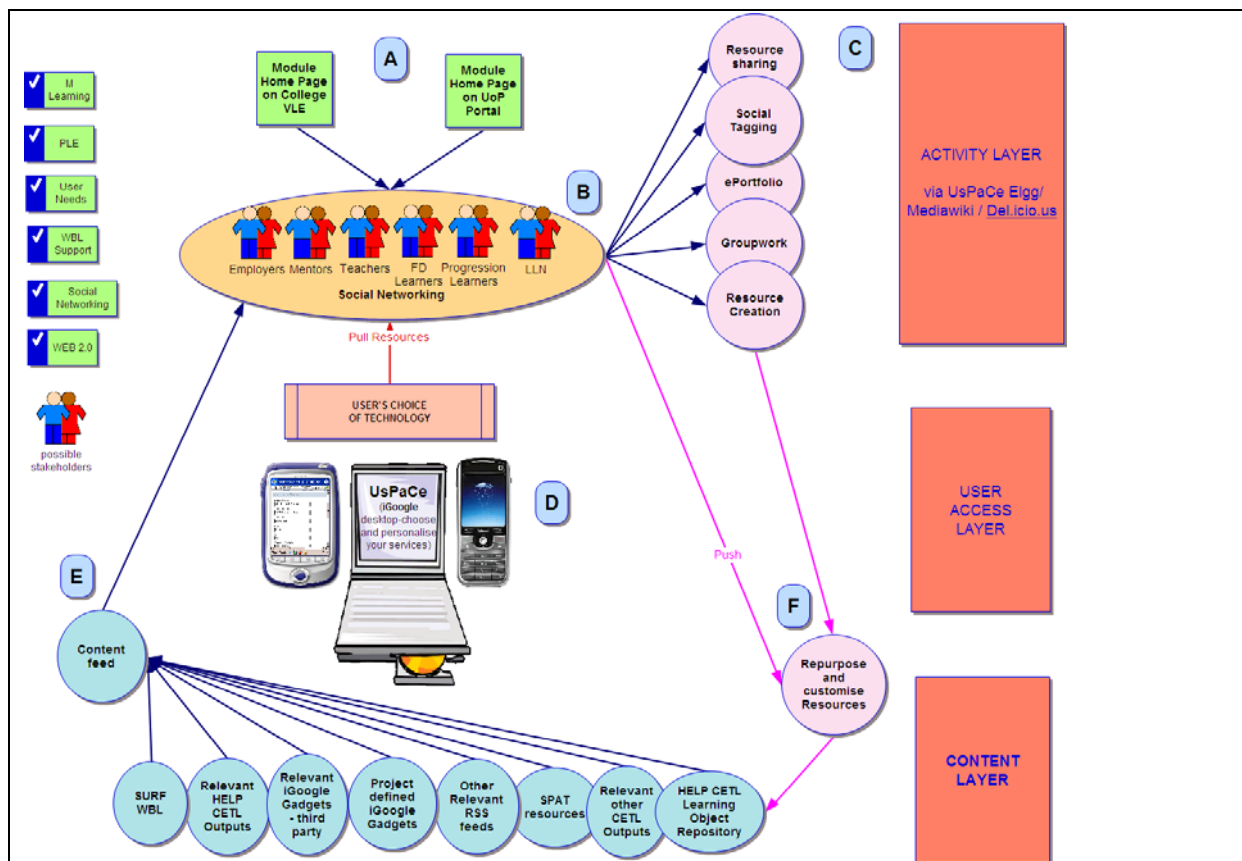 A
Module
Home Page
on College
VLE
Module
Home Page
on UoP
Portal
M
Learning
PLE
User
Needs
WBL
Support
Social
Networking
WEB 2.0
possible
stakeholders
B
Employers
Mentors
Teachers
FD
Learners
Progression
Learners
LLN
Social Networking
Pull Resources
USER'S CHOICE
OF TECHNOLOGY
C
Resource
sharing
Social
Tagging
ePortfolio
Groupwork
Resource
Creation
ACTIVITY LAYER
via UsPaCe Elgg/
Mediawiki / Del.icio.us
UsPaCe
(iGoogle
desktop-choose
and personalise
your services)
D
USER
ACCESS
LAYER
Push
E
Content
feed
F
Repurpose
and
customise
Resources
CONTENT
LAYER
SURF
WBL
Relevant
HELP
CETL
Outputs
Relevant
iGoogle
Gadgets
- third
party
Project
defined
iGoogle
Gadgets
Other
Relevant
RSS
feeds
SPAT
resources
Relevant
other
CETL
Outputs
HELP CETL
Learning
Object
Repository